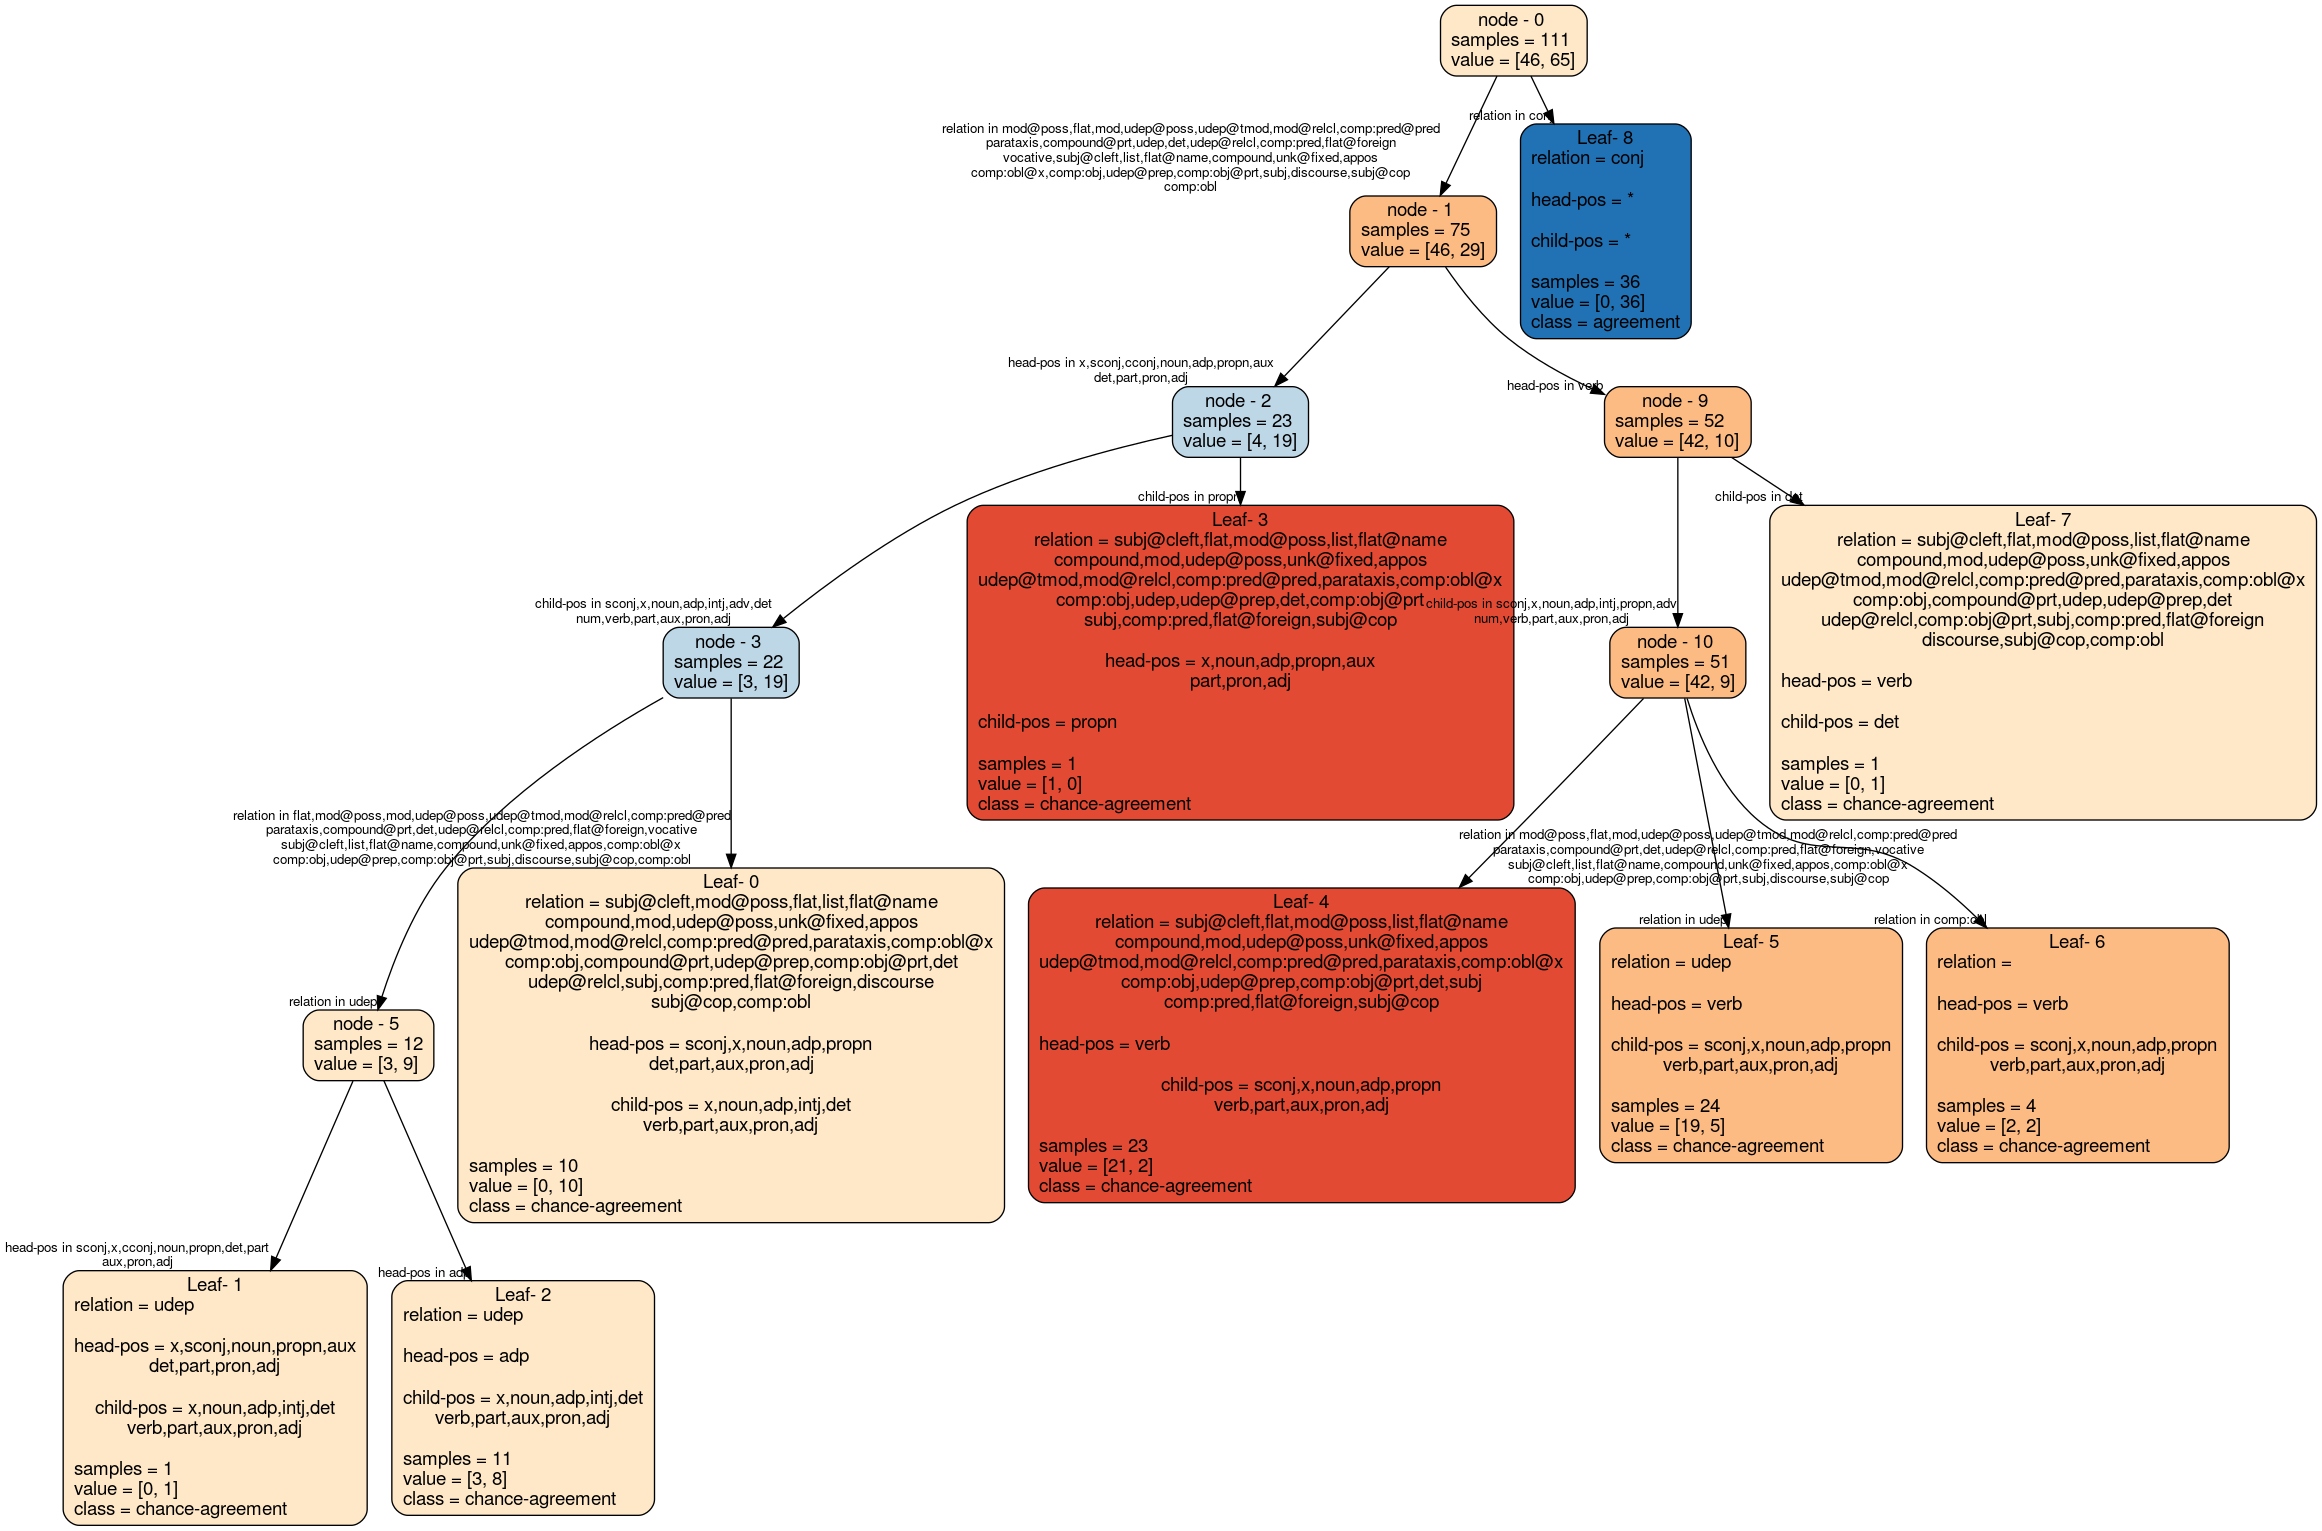 node - 0
samples = 111
value = [46, 65]
relation in mod@poss,flat,mod,udep@poss,udep@tmod,mod@relcl,comp:pred@pred
parataxis,compound@prt,udep,det,udep@relcl,comp:pred,flat@foreign
vocative,subj@cleft,list,flat@name,compound,unk@fixed,appos
comp:obl@x,comp:obj,udep@prep,comp:obj@prt,subj,discourse,subj@cop
comp:obl
relation in conj
Leaf- 8
relation = conj
head-pos = *
child-pos = *
samples = 36
value = [0, 36]
class = agreement
node - 1
samples = 75
value = [46, 29]
head-pos in x,sconj,cconj,noun,adp,propn,aux
det,part,pron,adj
head-pos in verb
node - 2
samples = 23
value = [4, 19]
node - 9
samples = 52
value = [42, 10]
child-pos in sconj,x,noun,adp,intj,adv,det
num,verb,part,aux,pron,adj
child-pos in propn
node - 3
samples = 22
value = [3, 19]
Leaf- 3
relation = subj@cleft,flat,mod@poss,list,flat@name
compound,mod,udep@poss,unk@fixed,appos
udep@tmod,mod@relcl,comp:pred@pred,parataxis,comp:obl@x
comp:obj,udep,udep@prep,det,comp:obj@prt
subj,comp:pred,flat@foreign,subj@cop
head-pos = x,noun,adp,propn,aux
part,pron,adj
child-pos = propn
samples = 1
value = [1, 0]
class = chance-agreement
child-pos in sconj,x,noun,adp,intj,propn,adv
num,verb,part,aux,pron,adj
child-pos in det
node - 10
samples = 51
value = [42, 9]
Leaf- 7
relation = subj@cleft,flat,mod@poss,list,flat@name
compound,mod,udep@poss,unk@fixed,appos
udep@tmod,mod@relcl,comp:pred@pred,parataxis,comp:obl@x
comp:obj,compound@prt,udep,udep@prep,det
udep@relcl,comp:obj@prt,subj,comp:pred,flat@foreign
discourse,subj@cop,comp:obl
head-pos = verb
child-pos = det
samples = 1
value = [0, 1]
class = chance-agreement
relation in flat,mod@poss,mod,udep@poss,udep@tmod,mod@relcl,comp:pred@pred
parataxis,compound@prt,det,udep@relcl,comp:pred,flat@foreign,vocative
subj@cleft,list,flat@name,compound,unk@fixed,appos,comp:obl@x
comp:obj,udep@prep,comp:obj@prt,subj,discourse,subj@cop,comp:obl
relation in udep
node - 5
samples = 12
value = [3, 9]
Leaf- 0
relation = subj@cleft,mod@poss,flat,list,flat@name
compound,mod,udep@poss,unk@fixed,appos
udep@tmod,mod@relcl,comp:pred@pred,parataxis,comp:obl@x
comp:obj,compound@prt,udep@prep,comp:obj@prt,det
udep@relcl,subj,comp:pred,flat@foreign,discourse
subj@cop,comp:obl
head-pos = sconj,x,noun,adp,propn
det,part,aux,pron,adj
child-pos = x,noun,adp,intj,det
verb,part,aux,pron,adj
samples = 10
value = [0, 10]
class = chance-agreement
relation in mod@poss,flat,mod,udep@poss,udep@tmod,mod@relcl,comp:pred@pred
parataxis,compound@prt,det,udep@relcl,comp:pred,flat@foreign,vocative
subj@cleft,list,flat@name,compound,unk@fixed,appos,comp:obl@x
comp:obj,udep@prep,comp:obj@prt,subj,discourse,subj@cop
relation in udep
relation in comp:obl
Leaf- 4
relation = subj@cleft,flat,mod@poss,list,flat@name
compound,mod,udep@poss,unk@fixed,appos
udep@tmod,mod@relcl,comp:pred@pred,parataxis,comp:obl@x
comp:obj,udep@prep,comp:obj@prt,det,subj
comp:pred,flat@foreign,subj@cop
head-pos = verb
child-pos = sconj,x,noun,adp,propn
verb,part,aux,pron,adj
samples = 23
value = [21, 2]
class = chance-agreement
Leaf- 5
relation = udep
head-pos = verb
child-pos = sconj,x,noun,adp,propn
verb,part,aux,pron,adj
samples = 24
value = [19, 5]
class = chance-agreement
Leaf- 6
relation =
head-pos = verb
child-pos = sconj,x,noun,adp,propn
verb,part,aux,pron,adj
samples = 4
value = [2, 2]
class = chance-agreement
head-pos in sconj,x,cconj,noun,propn,det,part
aux,pron,adj
head-pos in adp
Leaf- 1
relation = udep
head-pos = x,sconj,noun,propn,aux
det,part,pron,adj
child-pos = x,noun,adp,intj,det
verb,part,aux,pron,adj
samples = 1
value = [0, 1]
class = chance-agreement
Leaf- 2
relation = udep
head-pos = adp
child-pos = x,noun,adp,intj,det
verb,part,aux,pron,adj
samples = 11
value = [3, 8]
class = chance-agreement